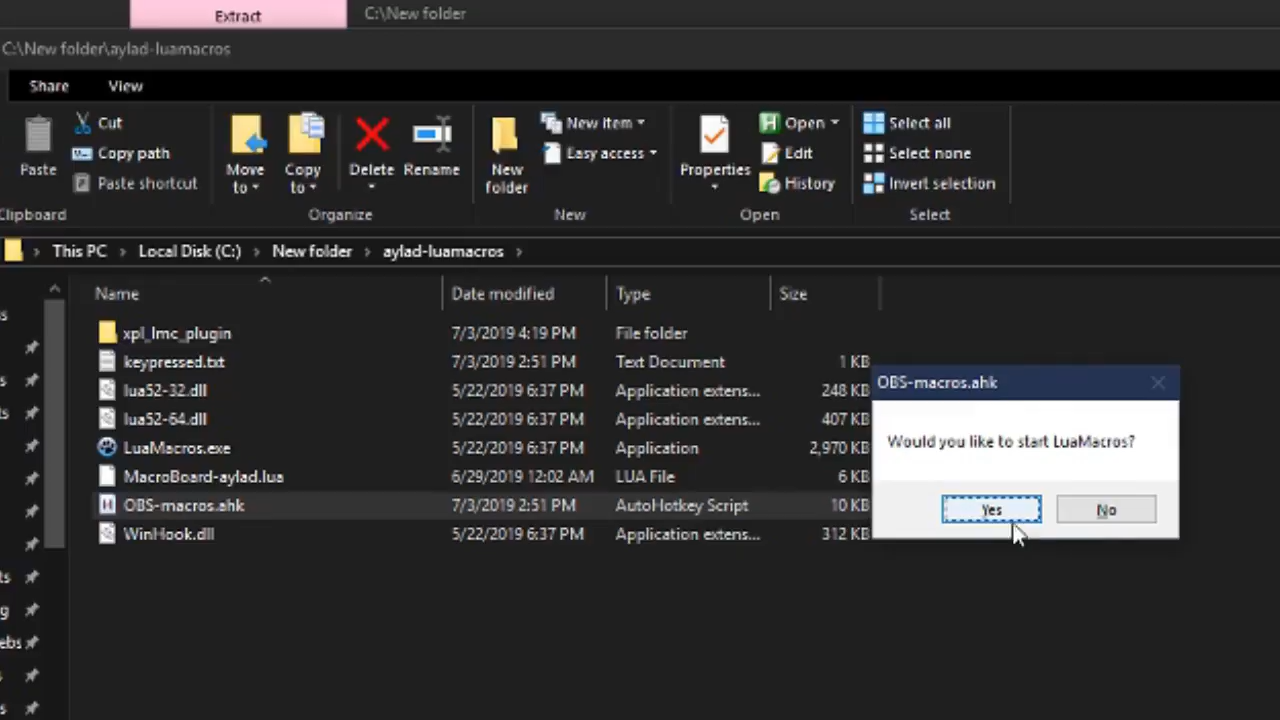 Extract
C:\New folder
C:\New folder\aylad-luamacros
Share
View
Paste
Cut
Copy path
Paste shortcut
Clipboard
Move to
Copy to
Delete
Rename
Organize
New folder
New item
Easy access
New
Properties
Open
Edit
History
Open
Select all
Select none
Invert selection
Select
This PC > Local Disk (C:) > New folder > aylad-luamacros >
Name Date modified Type Size
xpl_lmc_plugin 7/3/2019 4:19 PM File folder
keypressed.txt 7/3/2019 2:51 PM Text Document 1 KB
lua52-32.dll 5/22/2019 6:37 PM Application extens... 248 KB
lua52-64.dll 5/22/2019 6:37 PM Application extens... 407 KB
LuaMacros.exe 5/22/2019 6:37 PM Application 2,970 KB
MacroBoard-aylad.lua 6/29/2019 12:02 AM LUA File 6 KB
OBS-macros.ahk 7/3/2019 2:51 PM AutoHotkey Script 10 KB
WinHook.dll 5/22/2019 6:37 PM Application extens... 312 KB
OBS-macros.ahk
Would you like to start LuaMacros?
Yes
No